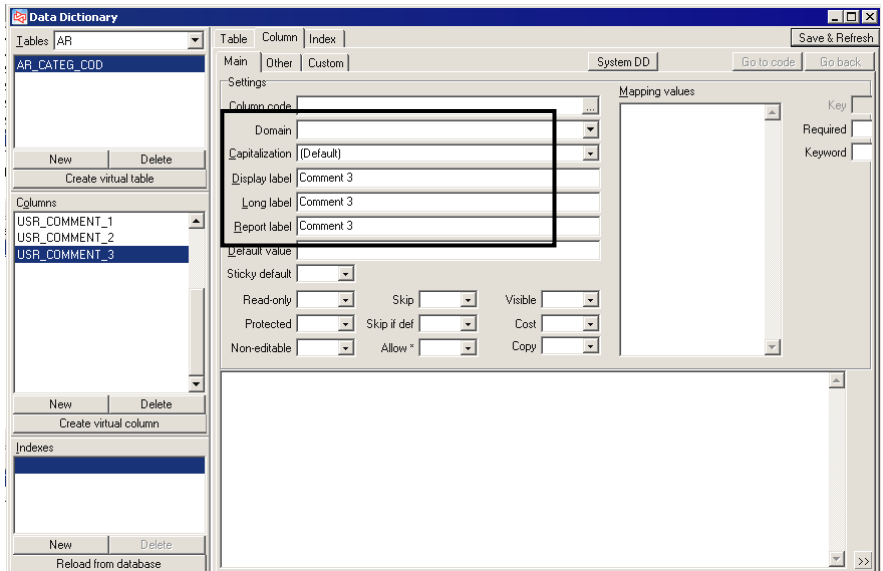 Data Dictionary
Tables AR
AR_CATEG_COD
New Delete
Create virtual table
Columns
USR_COMMENT_1
USR_COMMENT_2
USR_COMMENT_3
New Delete
Create virtual column
Indexes
New Delete
Reload from database
Table Column Index
Save & Refresh
Main Other Custom
System DD Go to code Go back
Settings
Column code ...
Domain
Capitalization (Default)
Display label Comment 3
Long label Comment 3
Report label Comment 3
Default value
Sticky default
Read-only Skip Visible
Protected Skip if def Cost
Non-editable Allow * Copy
Mapping values
Key
Required
Keyword
>>